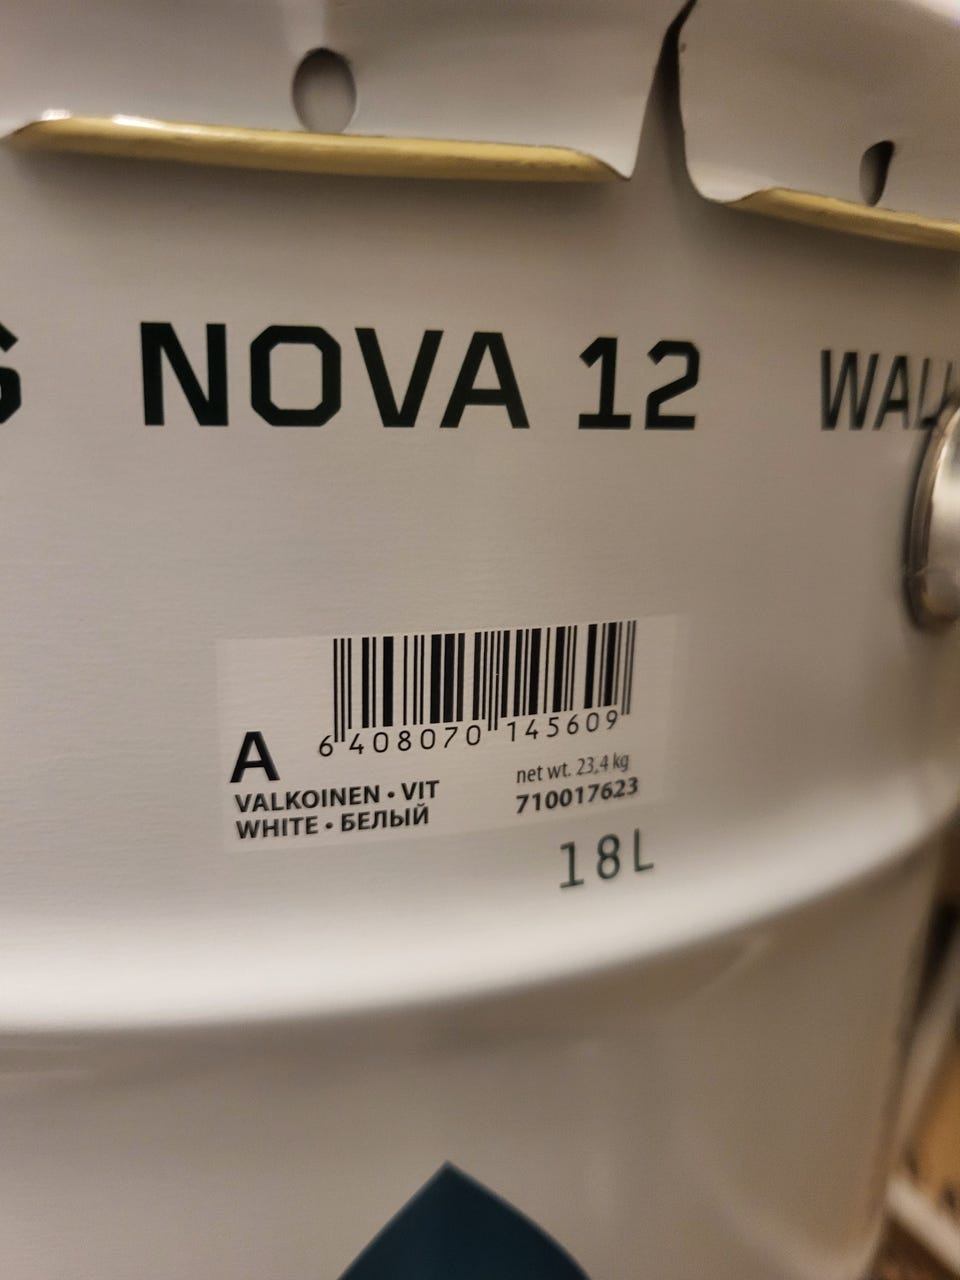 NOVA 12
6 408070 145609
A
VALKOINEN • VIT
WHITE • БЕЛЫЙ
net wt. 23,4 kg
710017623
18L